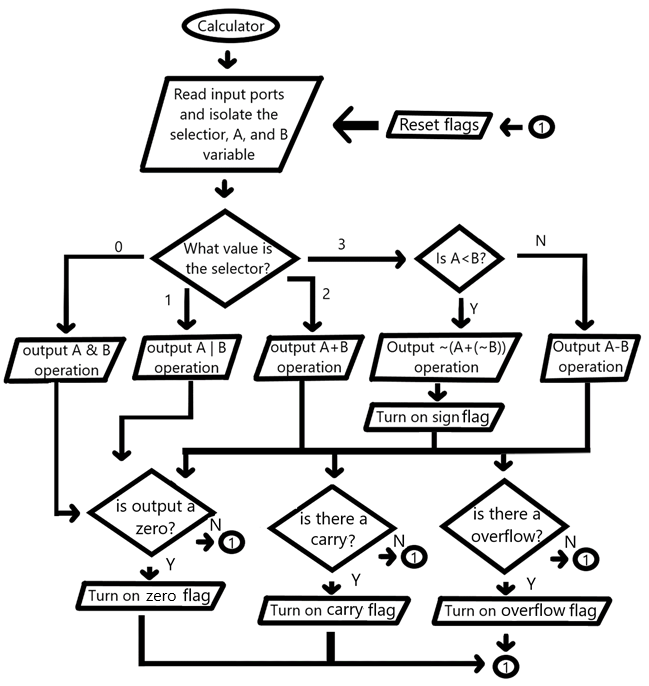 Calculator
Read input ports
and isolate the
selectior, A, and B
variable
Reset flags
1
What value is
the selector?
0
1
2
3
Is A<B?
N
Y
output A & B
operation
output A | B
operation
output A+B
operation
Output ~(A+(~B))
operation
Output A-B
operation
Turn on sign flag
is output a
zero?
N
1
Y
is there a
carry?
N
1
Y
is there a
overflow?
N
1
Y
Turn on zero flag
Turn on carry flag
Turn on overflow flag
1